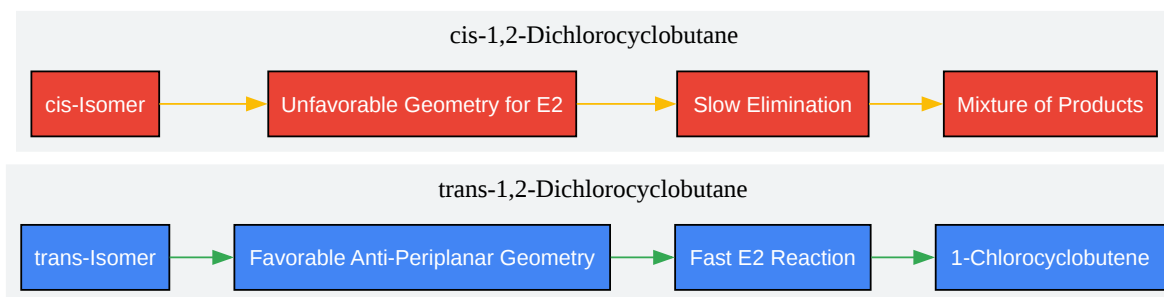 cis-1,2-Dichlorocyclobutane
cis-Isomer
Unfavorable Geometry for E2
Slow Elimination
Mixture of Products
trans-1,2-Dichlorocyclobutane
trans-Isomer
Favorable Anti-Periplanar Geometry
Fast E2 Reaction
1-Chlorocyclobutene